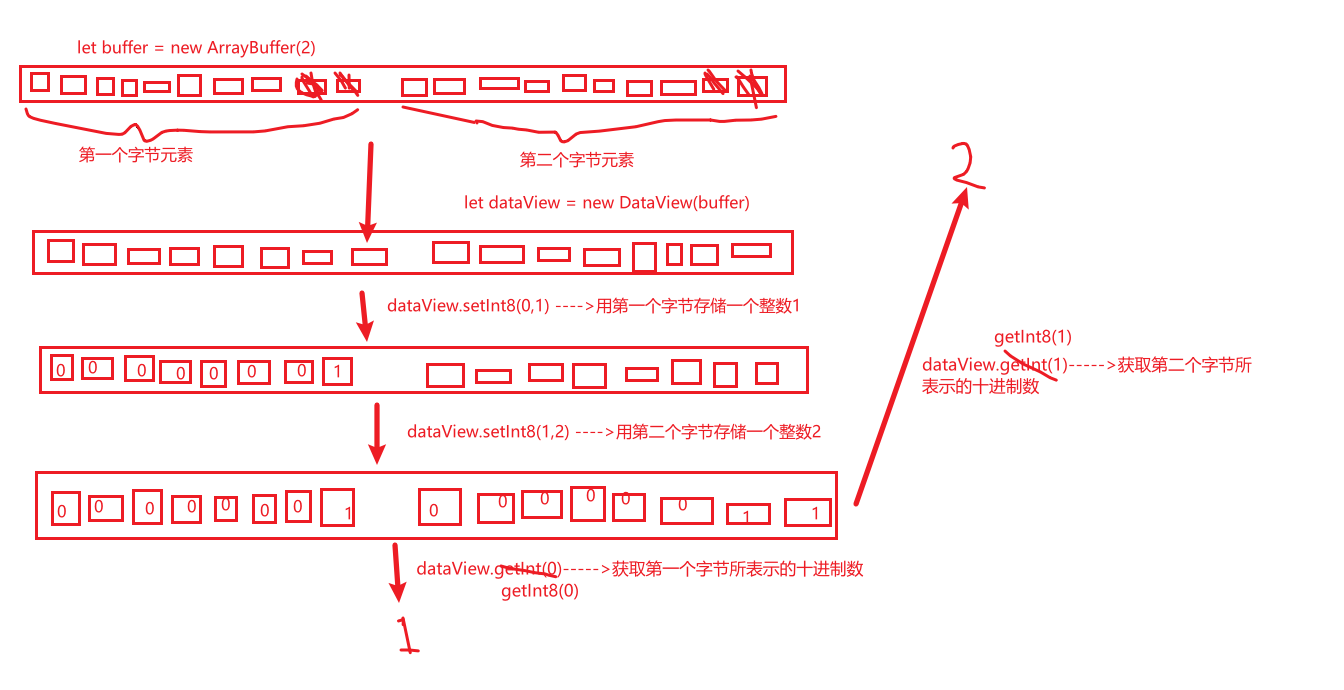 let buffer = new ArrayBuffer(2)
第一个字节元素
第二个字节元素
let dataView = new DataView(buffer)
dataView.setInt8(0,1) ---->用第一个字节存储一个整数1
0 0 0 0 0 0 0 1
dataView.setInt8(1,2) ---->用第二个字节存储一个整数2
0 0 0 0 0 0 0 1 0 0 0 0 0 0 1 1
dataView.getInt(0)----->获取第一个字节所表示的十进制数
getInt8(0)
1
2
getInt8(1)
dataView.getInt(1)----->获取第二个字节所
表示的十进制数